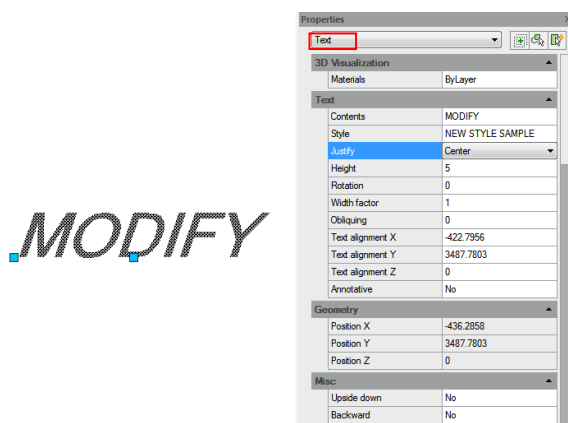 Properties
Text
3D Visualization
Materials ByLayer
Text
Contents MODIFY
Style NEW STYLE SAMPLE
Justify Center
Height 5
Rotation 0
Width factor 1
Obliquing 0
Text alignment X -422.7956
Text alignment Y 3487.7803
Text alignment Z 0
Annotative No
Geometry
Position X -436.2858
Position Y 3487.7803
Position Z 0
Misc
Upside down No
Backward No
MODIFY